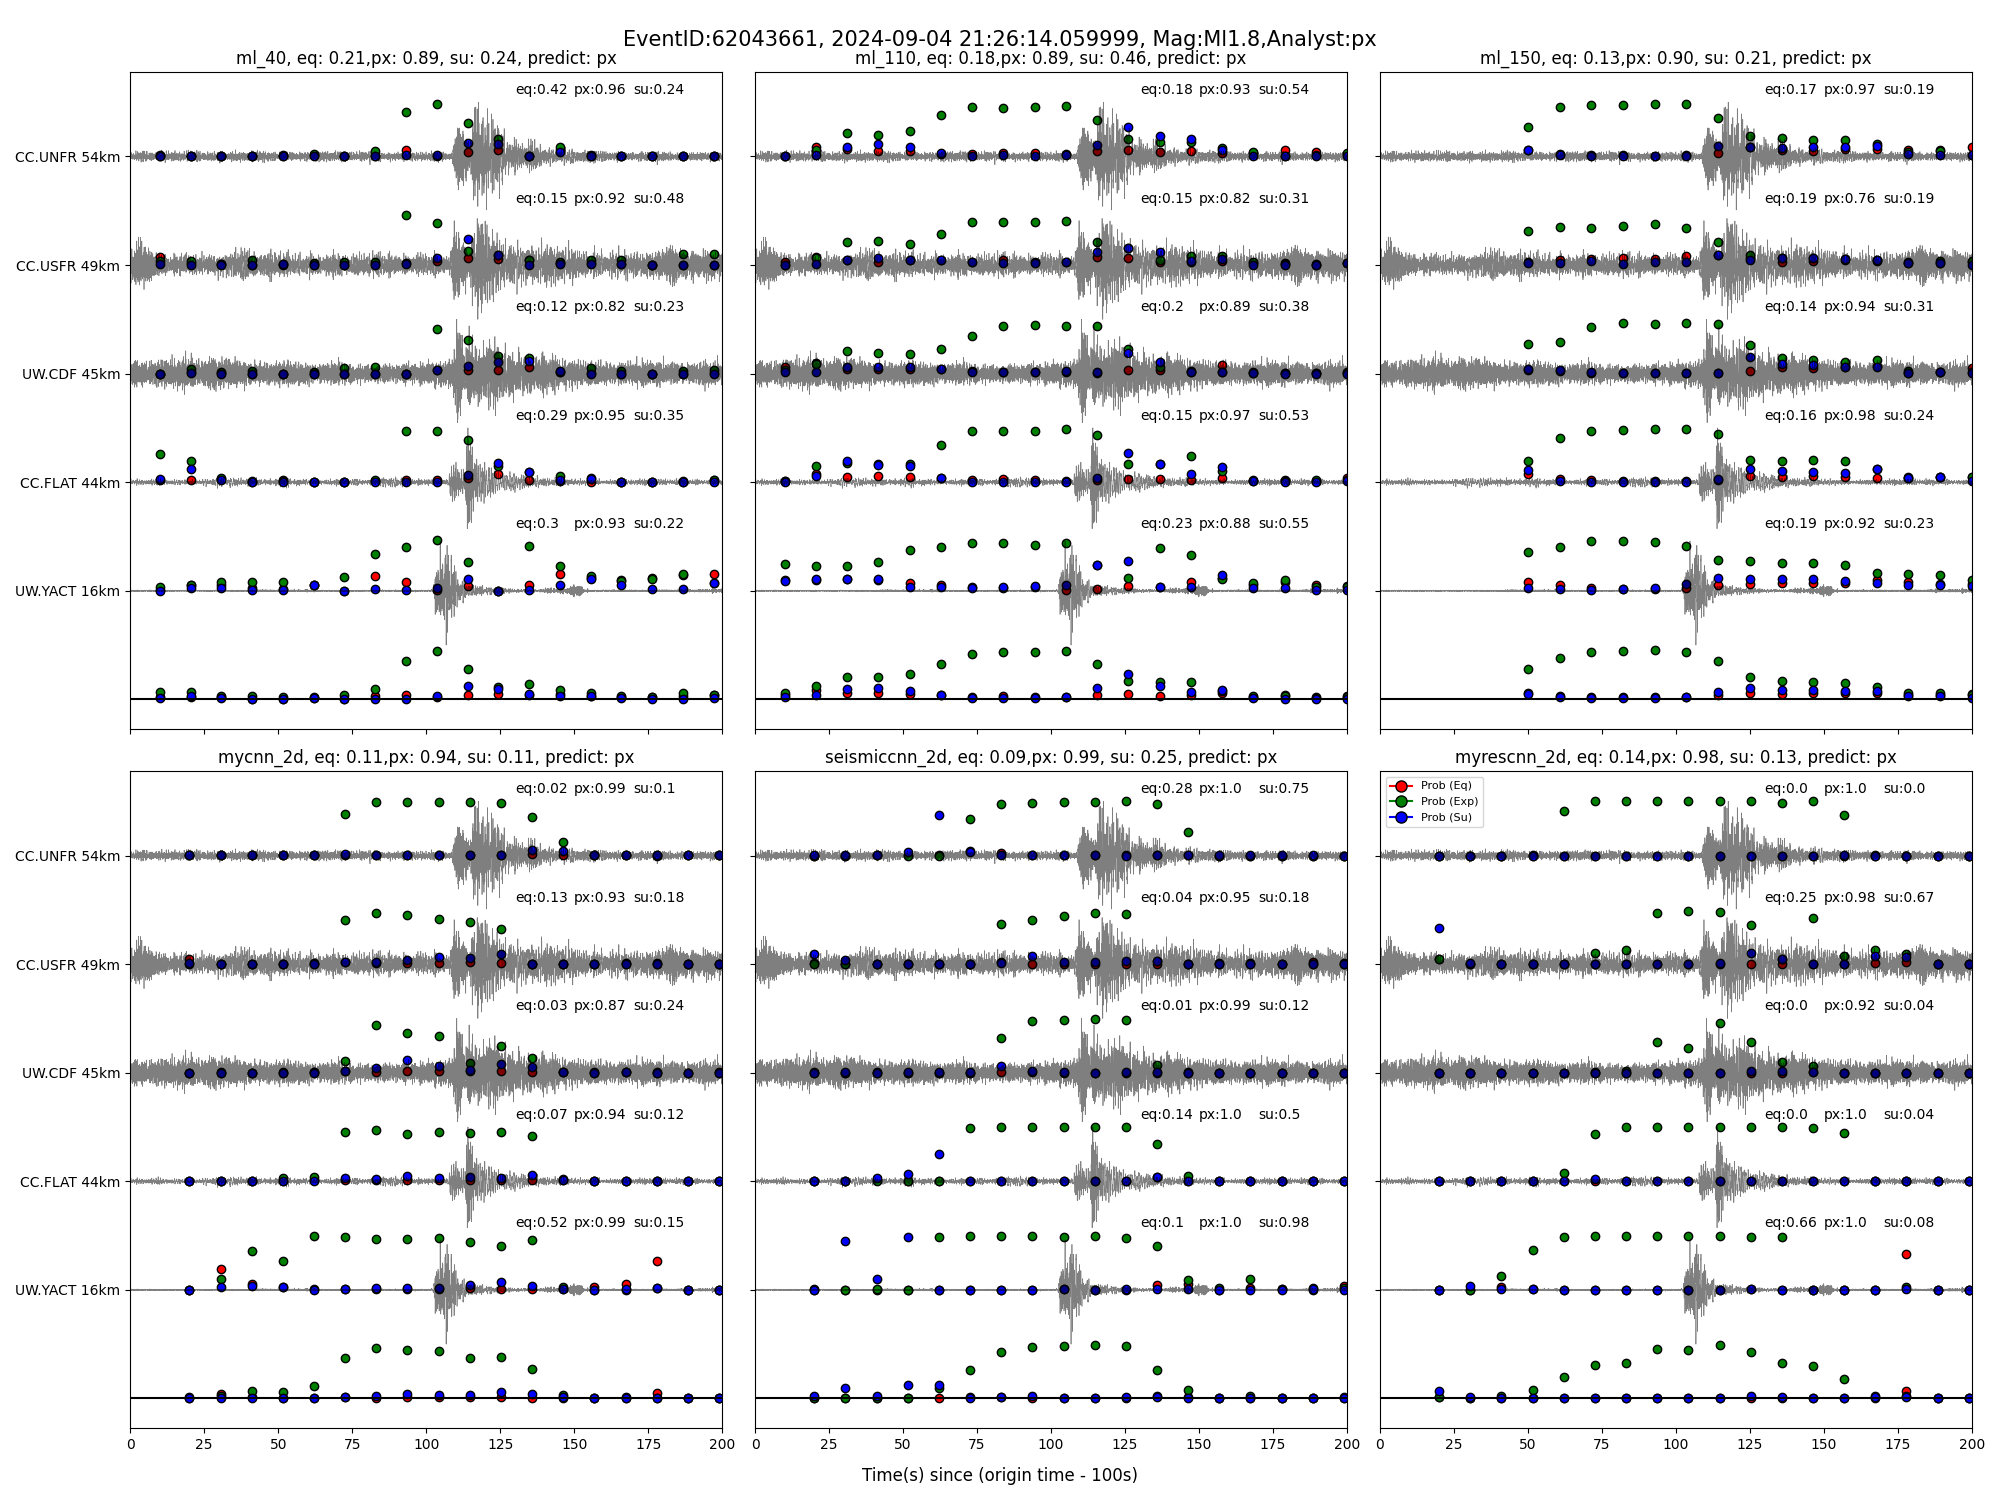 EventID:62043661, 2024-09-04 21:26:14.059999, Mag:Ml1.8,Analyst:px
ml_40, eq: 0.21,px: 0.89, su: 0.24, predict: px
eq:0.42 px:0.96 su:0.24
CC.UNFR 54km
eq:0.15 px:0.92 su:0.48
CC.USFR 49km
eq:0.12 px:0.82 su:0.23
UW.CDF 45km
eq:0.29 px:0.95 su:0.35
CC.FLAT 44km
eq:0.3 px:0.93 su:0.22
UW.YACT 16km
ml_110, eq: 0.18,px: 0.89, su: 0.46, predict: px
eq:0.18 px:0.93 su:0.54
eq:0.15 px:0.82 su:0.31
eq:0.2 px:0.89 su:0.38
eq:0.15 px:0.97 su:0.53
eq:0.23 px:0.88 su:0.55
ml_150, eq: 0.13,px: 0.90, su: 0.21, predict: px
eq:0.17 px:0.97 su:0.19
eq:0.19 px:0.76 su:0.19
eq:0.14 px:0.94 su:0.31
eq:0.16 px:0.98 su:0.24
eq:0.19 px:0.92 su:0.23
mycnn_2d, eq: 0.11,px: 0.94, su: 0.11, predict: px
eq:0.02 px:0.99 su:0.1
CC.UNFR 54km
eq:0.13 px:0.93 su:0.18
CC.USFR 49km
eq:0.03 px:0.87 su:0.24
UW.CDF 45km
eq:0.07 px:0.94 su:0.12
CC.FLAT 44km
eq:0.52 px:0.99 su:0.15
UW.YACT 16km
0 25 50 75 100 125 150 175 200
seismiccnn_2d, eq: 0.09,px: 0.99, su: 0.25, predict: px
eq:0.28 px:1.0 su:0.75
eq:0.04 px:0.95 su:0.18
eq:0.01 px:0.99 su:0.12
eq:0.14 px:1.0 su:0.5
eq:0.1 px:1.0 su:0.98
0 25 50 75 100 125 150 175 200
myrescnn_2d, eq: 0.14,px: 0.98, su: 0.13, predict: px
Prob (Eq)
Prob (Exp)
Prob (Su)
eq:0.0 px:1.0 su:0.0
eq:0.25 px:0.98 su:0.67
eq:0.0 px:0.92 su:0.04
eq:0.0 px:1.0 su:0.04
eq:0.66 px:1.0 su:0.08
0 25 50 75 100 125 150 175 200
Time(s) since (origin time - 100s)